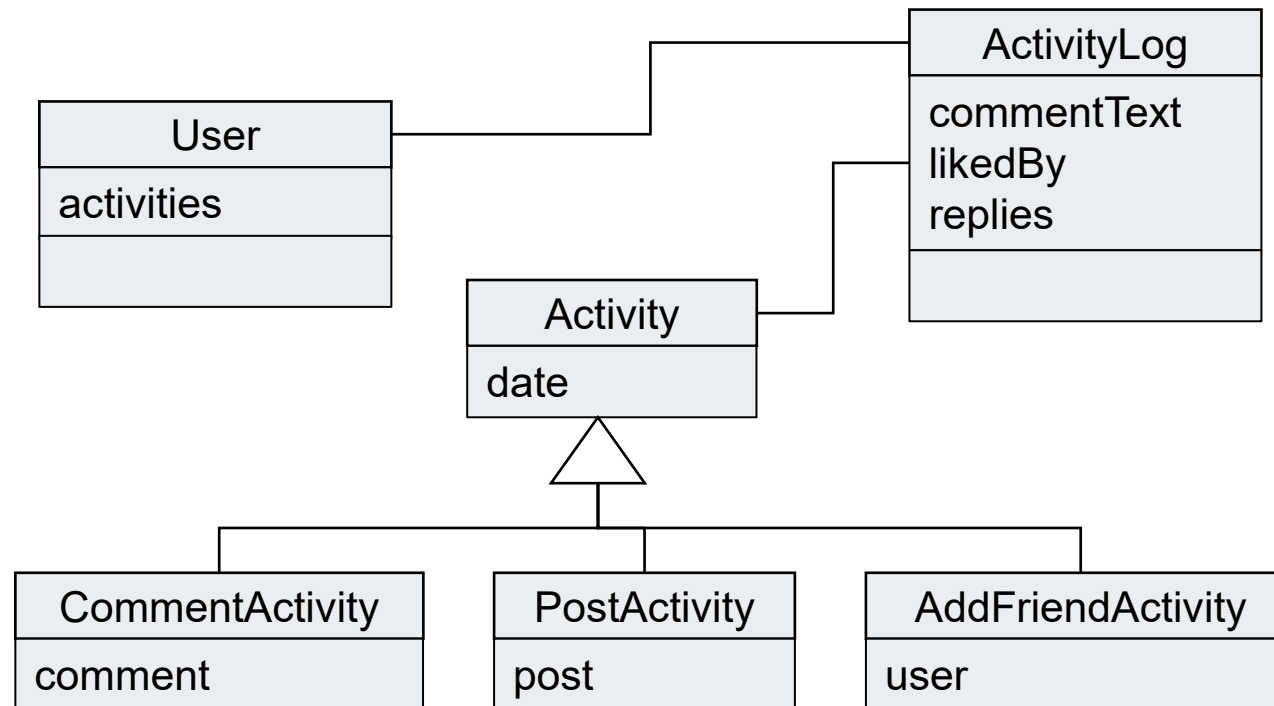 ActivityLog
commentText
likedBy
replies
User
activities
Activity
date
CommentActivity
comment
PostActivity
post
AddFriendActivity
user